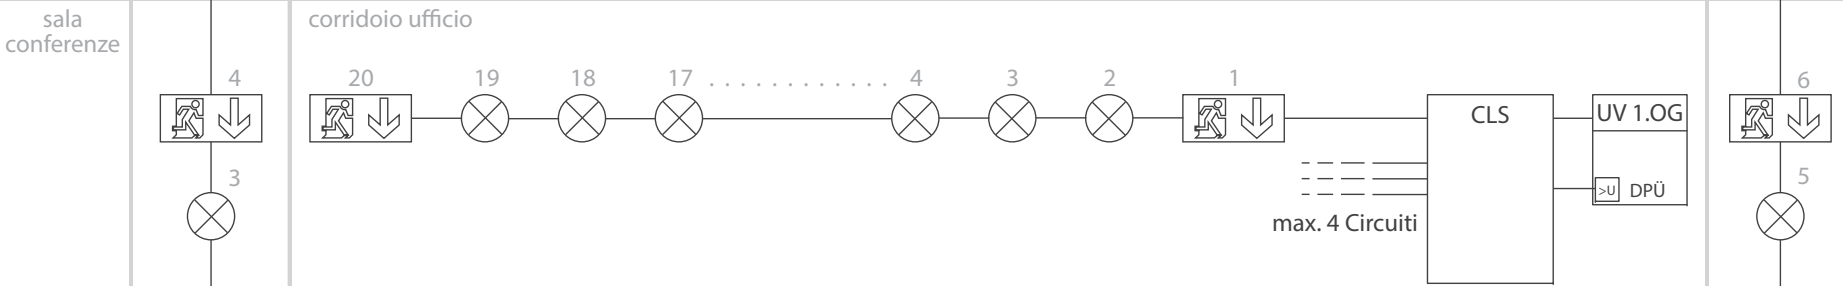 sala
conferenze
4
3
corridoio ufficio
20 19 18 17 . . . . . . . . . . . . 4 3 2 1
CLS
UV 1.OG
>U DPÜ
max. 4 Circuiti
6
5